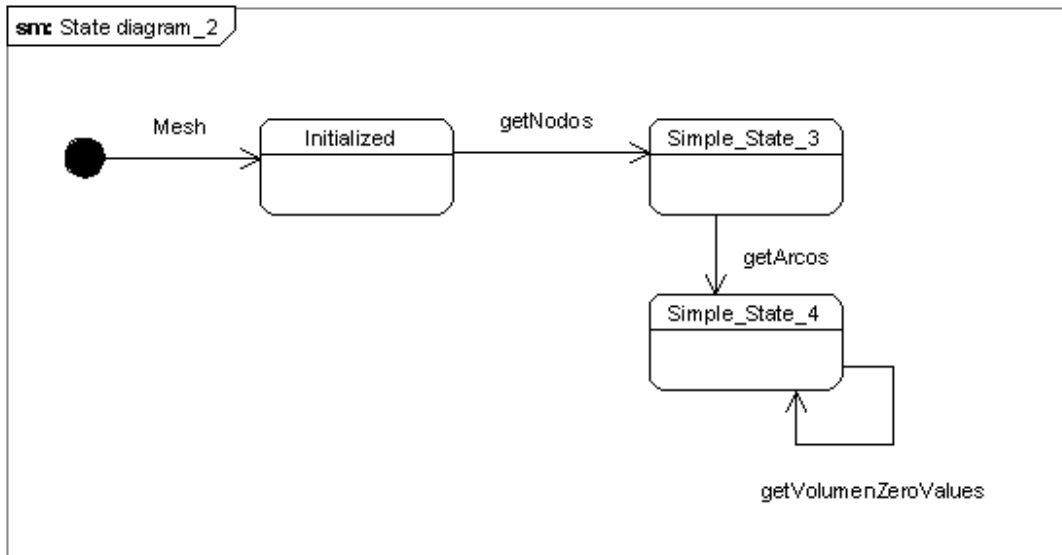 sm: State diagram_2
Mesh
Initialized
getNodos
Simple_State_3
getArcos
Simple_State_4
getVolumenZeroValues